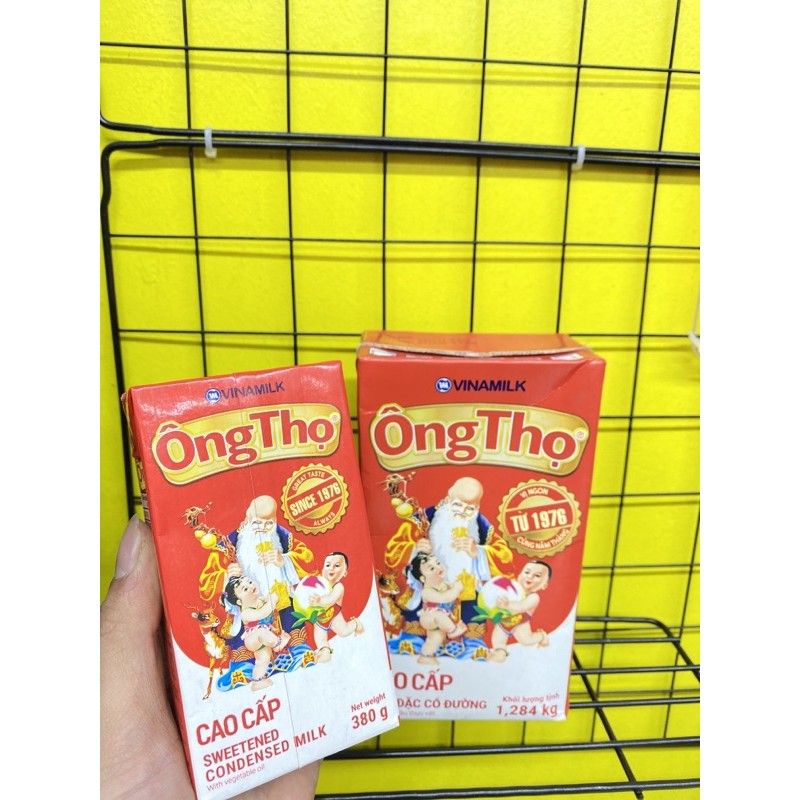 VINAMILK
ÔngThọ®
GREAT TASTE
SINCE 1976
ALWAYS
CAO CẤP
SWEETENED
CONDENSED MILK
With vegetable oil
Net weight
380 g
VINAMILK
ÔngThọ®
VỊ NGON
TỪ 1976
CÙNG NĂM THÁNG
O CẤP
ĐẶC CÓ ĐƯỜNG
Khối lượng tịnh
1,284 kg